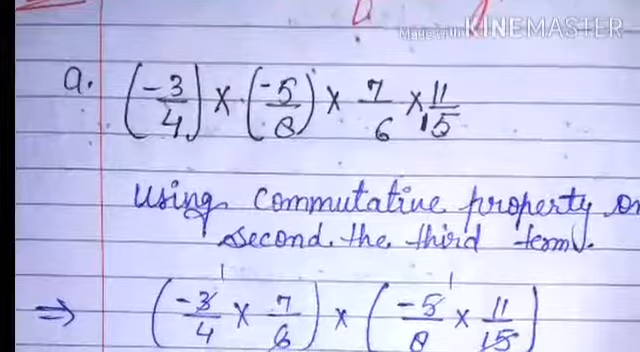 Made with KINEMASTER
a. (-3/4) × (-5/8) × 7/6 × 11/15
Using commutative property on
second. the third term.
⇒ (-3/4 × 7/6) × (-5/8 × 11/15)